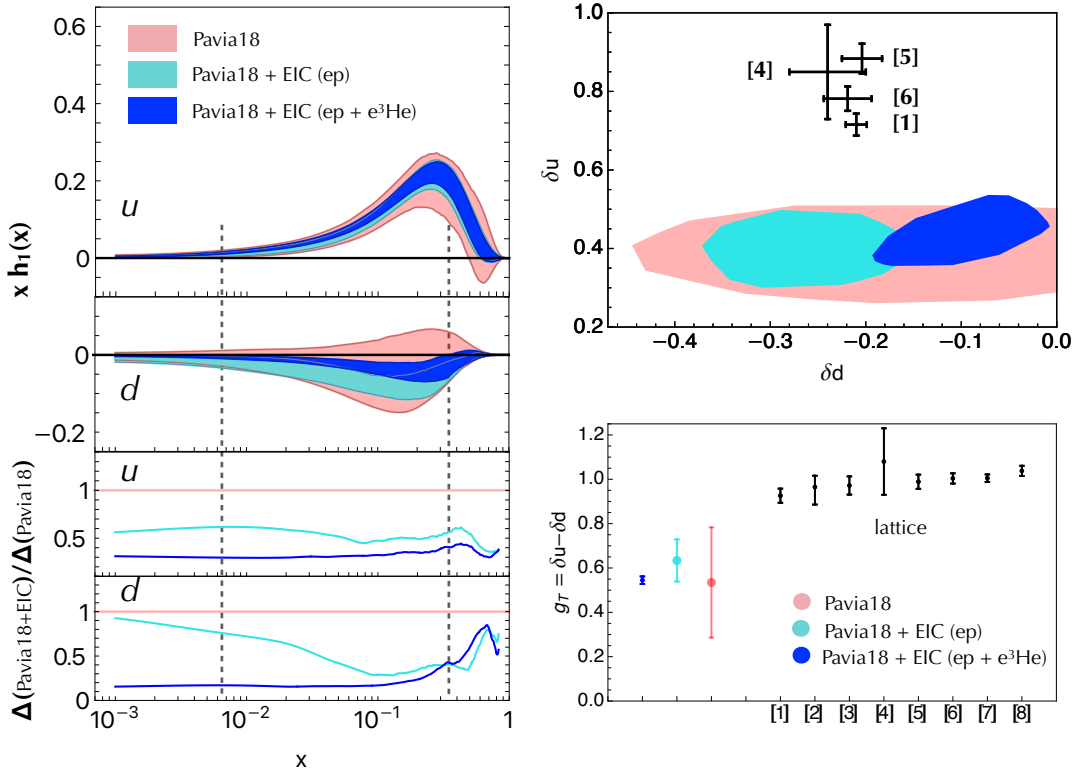 0.6
0.4
0.2
0
Pavia18
Pavia18 + EIC (ep)
Pavia18 + EIC (ep + e³He)
u
x h₁(x)
0
−0.2
d
u
1
0.5
d
1
0.5
0
Δ(Pavia18+EIC)/Δ(Pavia18)
10⁻³ 10⁻² 10⁻¹ 1
x
1.0
0.8
0.6
0.4
0.2
δu
[4]
[5]
[6]
[1]
−0.4 −0.3 −0.2 −0.1 0.0
δd
1.2
1.0
0.8
0.6
0.4
0.2
0.0
g_T = δu−δd
lattice
Pavia18
Pavia18 + EIC (ep)
Pavia18 + EIC (ep + e³He)
[1] [2] [3] [4] [5] [6] [7] [8]